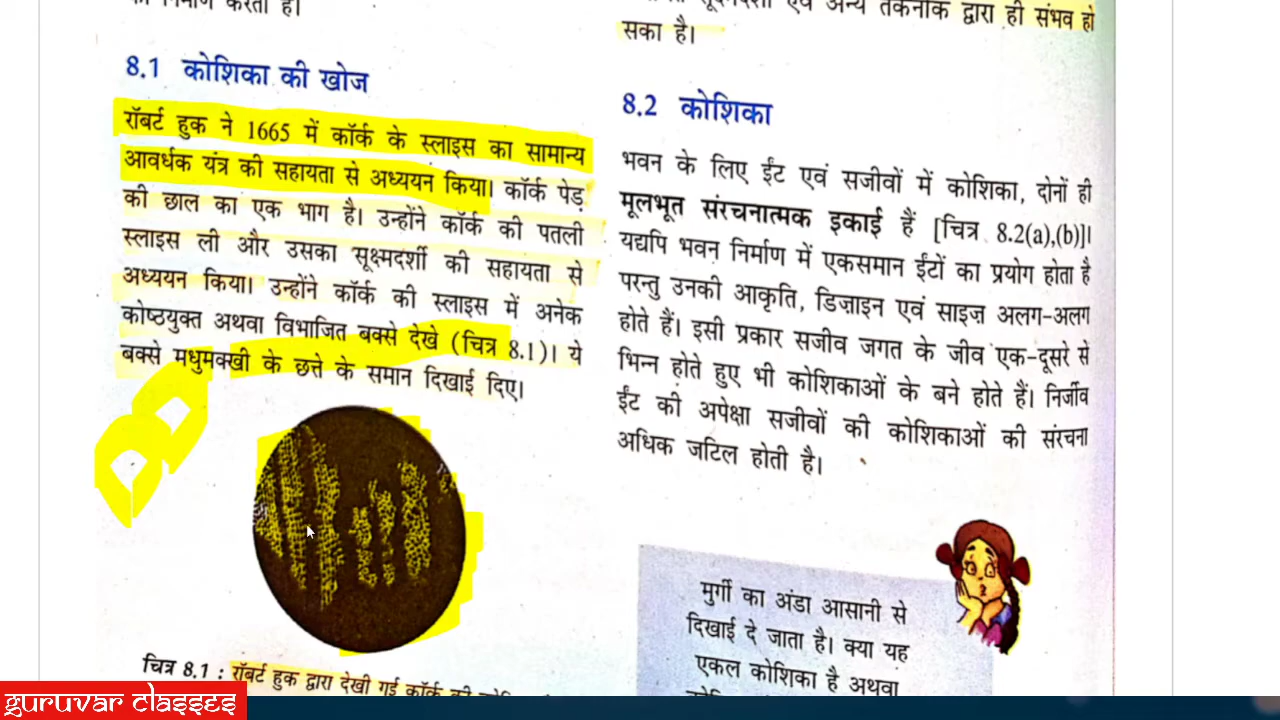 का निर्माण करता है।
8.1 कोशिका की खोज
रॉबर्ट हुक ने 1665 में कॉर्क के स्लाइस का सामान्य
आवर्धक यंत्र की सहायता से अध्ययन किया। कॉर्क पेड़
की छाल का एक भाग है। उन्होंने कॉर्क की पतली
स्लाइस ली और उसका सूक्ष्मदर्शी की सहायता से
अध्ययन किया। उन्होंने कॉर्क की स्लाइस में अनेक
कोष्ठयुक्त अथवा विभाजित बक्से देखे (चित्र 8.1)। ये
बक्से मधुमक्खी के छत्ते के समान दिखाई दिए।
चित्र 8.1 : रॉबर्ट हुक द्वारा देखी गई कॉर्क की
सूक्ष्मदर्शी एवं अन्य तकनीक द्वारा ही संभव हो
सका है।
8.2 कोशिका
भवन के लिए ईंट एवं सजीवों में कोशिका, दोनों ही
मूलभूत संरचनात्मक इकाई हैं [चित्र 8.2(a),(b)]।
यद्यपि भवन निर्माण में एकसमान ईंटों का प्रयोग होता है
परन्तु उनकी आकृति, डिज़ाइन एवं साइज़ अलग-अलग
होते हैं। इसी प्रकार सजीव जगत के जीव एक-दूसरे से
भिन्न होते हुए भी कोशिकाओं के बने होते हैं। निर्जीव
ईंट की अपेक्षा सजीवों की कोशिकाओं की संरचना
अधिक जटिल होती है।
मुर्गी का अंडा आसानी से
दिखाई दे जाता है। क्या यह
एकल कोशिका है अथवा
guruvar classes